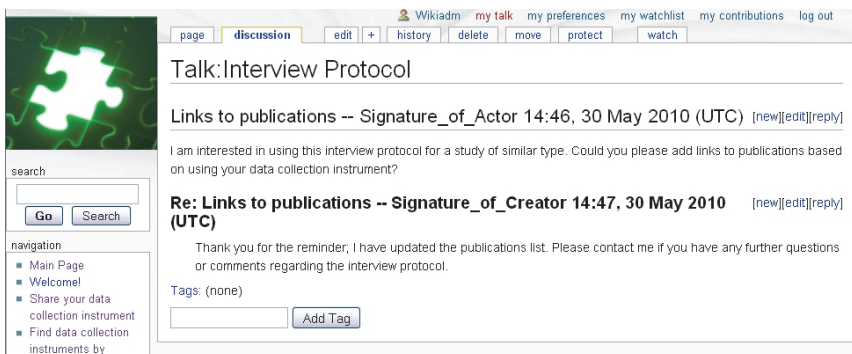 Wikiadm my talk my preferences my watchlist my contributions log out
page discussion edit + history delete move protect watch
Talk:Interview Protocol
Links to publications -- Signature_of_Actor 14:46, 30 May 2010 (UTC) [new][edit][reply]
I am interested in using this interview protocol for a study of similar type. Could you please add links to publications based
on using your data collection instrument?
Re: Links to publications -- Signature_of_Creator 14:47, 30 May 2010 [new][edit][reply]
(UTC)
Thank you for the reminder; I have updated the publications list. Please contact me if you have any further questions
or comments regarding the interview protocol.
Tags: (none)
Add Tag
search
Go Search
navigation
Main Page
Welcome!
Share your data
collection instrument
Find data collection
instruments by